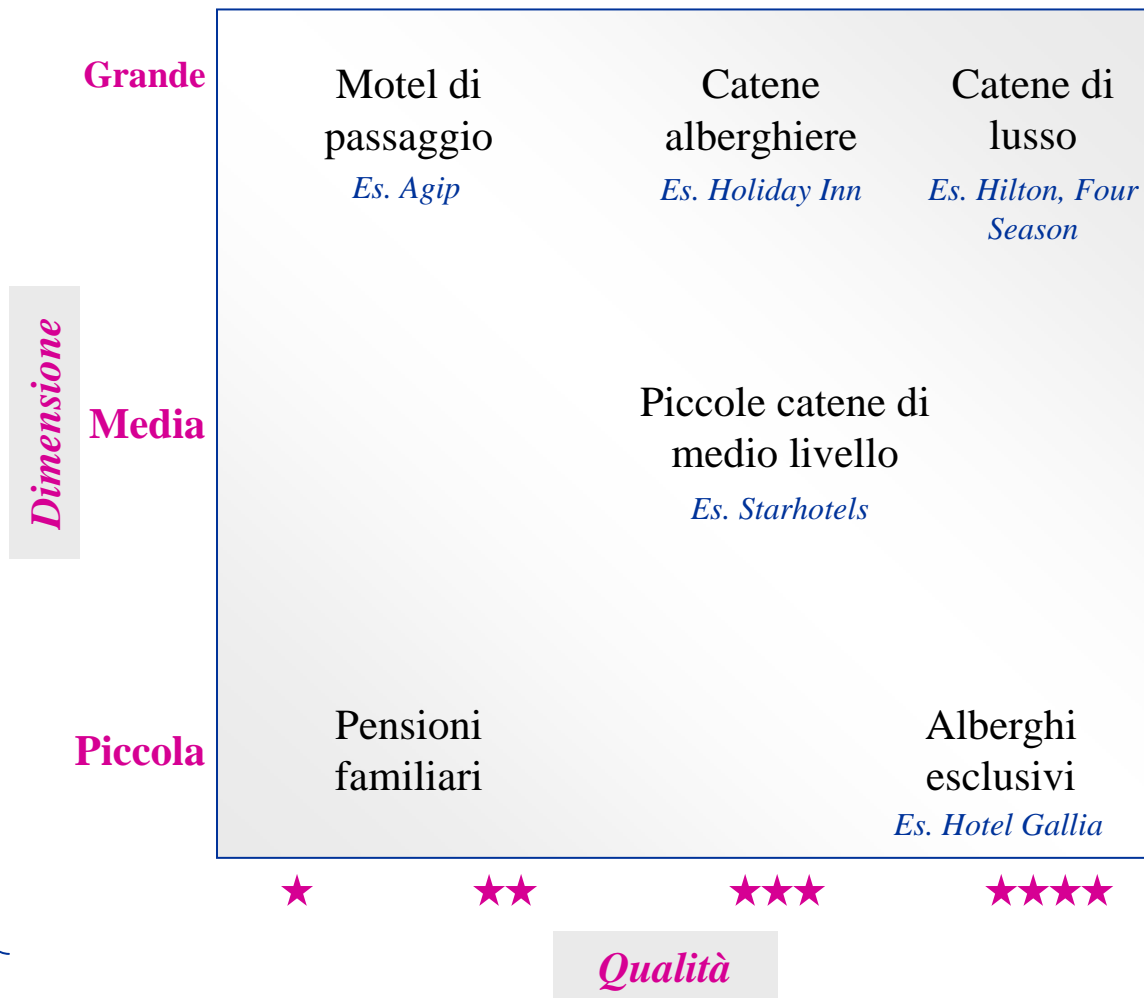 Grande
Motel di
passaggio
Es. Agip
Catene
alberghiere
Es. Holiday Inn
Catene di
lusso
Es. Hilton, Four
Season
Dimensione
Media
Piccole catene di
medio livello
Es. Starhotels
Piccola
Pensioni
familiari
Alberghi
esclusivi
Es. Hotel Gallia
★ ★★ ★★★ ★★★★
Qualità